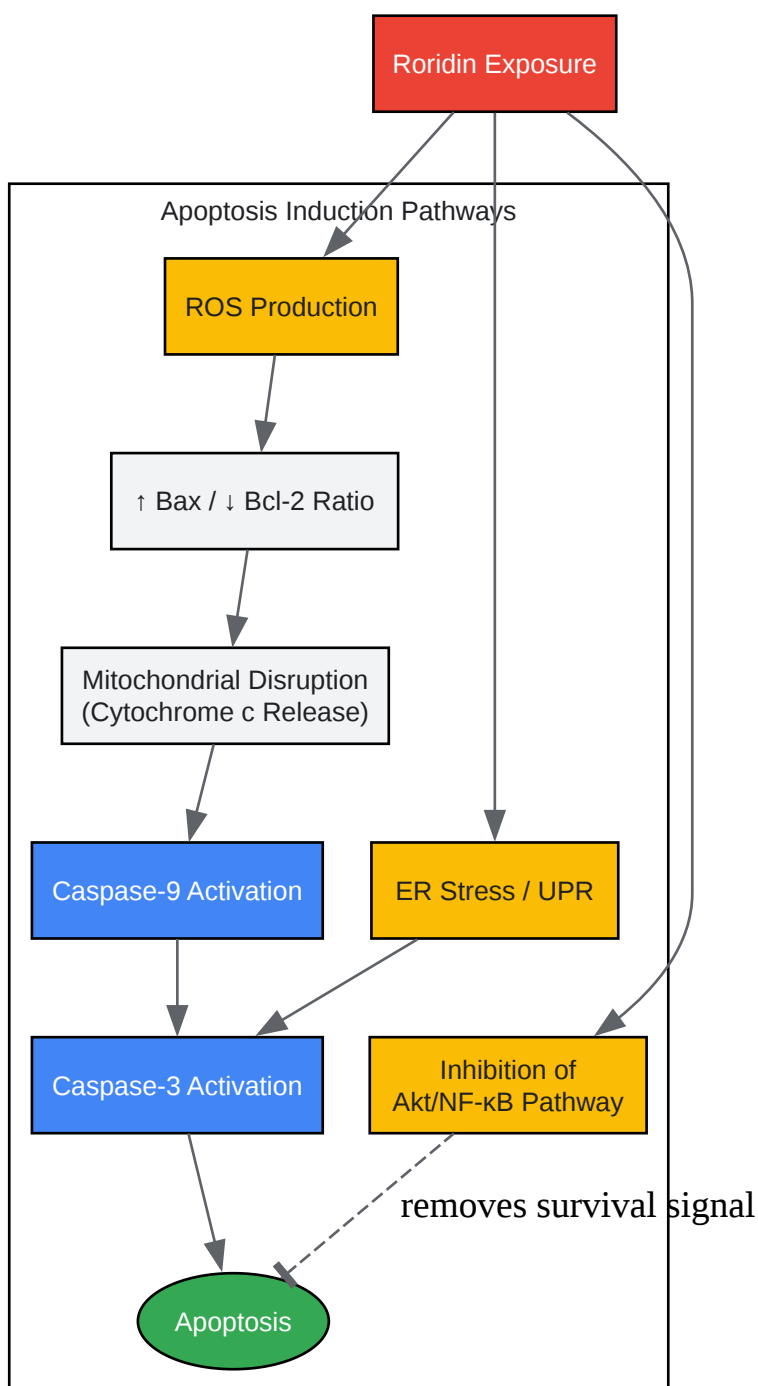 Roridin Exposure
Apoptosis Induction Pathways
ROS Production
↑ Bax / ↓ Bcl-2 Ratio
Mitochondrial Disruption
(Cytochrome c Release)
Caspase-9 Activation
ER Stress / UPR
Caspase-3 Activation
Inhibition of
Akt/NF-κB Pathway
removes survival signal
Apoptosis